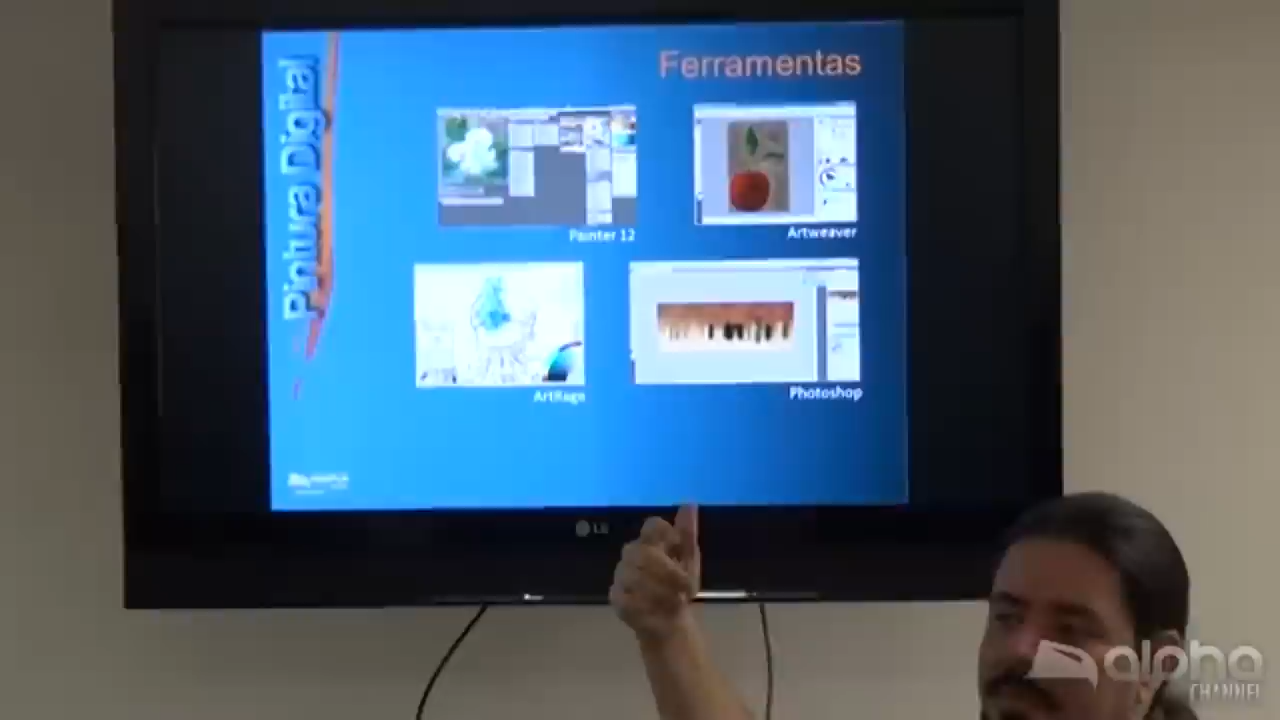 Pintura Digital
Ferramentas
Painter 12
Artweaver
ArtRage
Photoshop
LG
alpha
CHANNEL